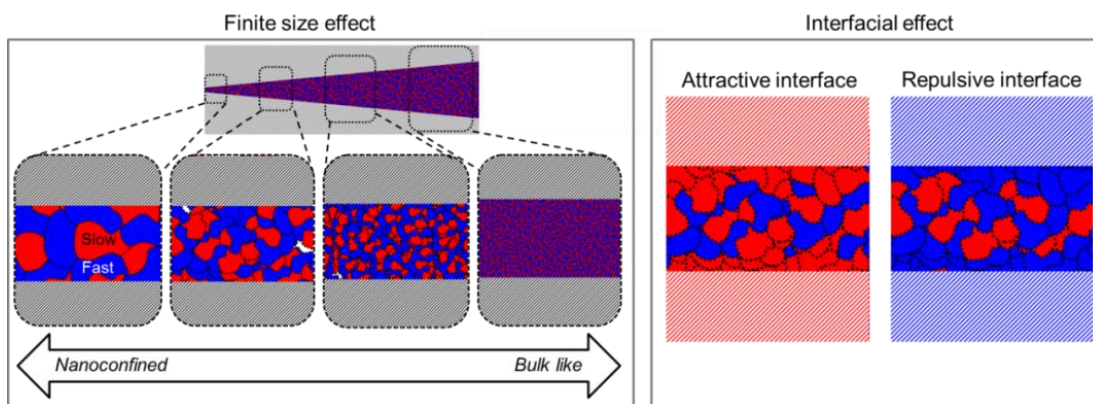 Finite size effect
Slow
Fast
Nanoconfined
Bulk like
Interfacial effect
Attractive interface
Repulsive interface